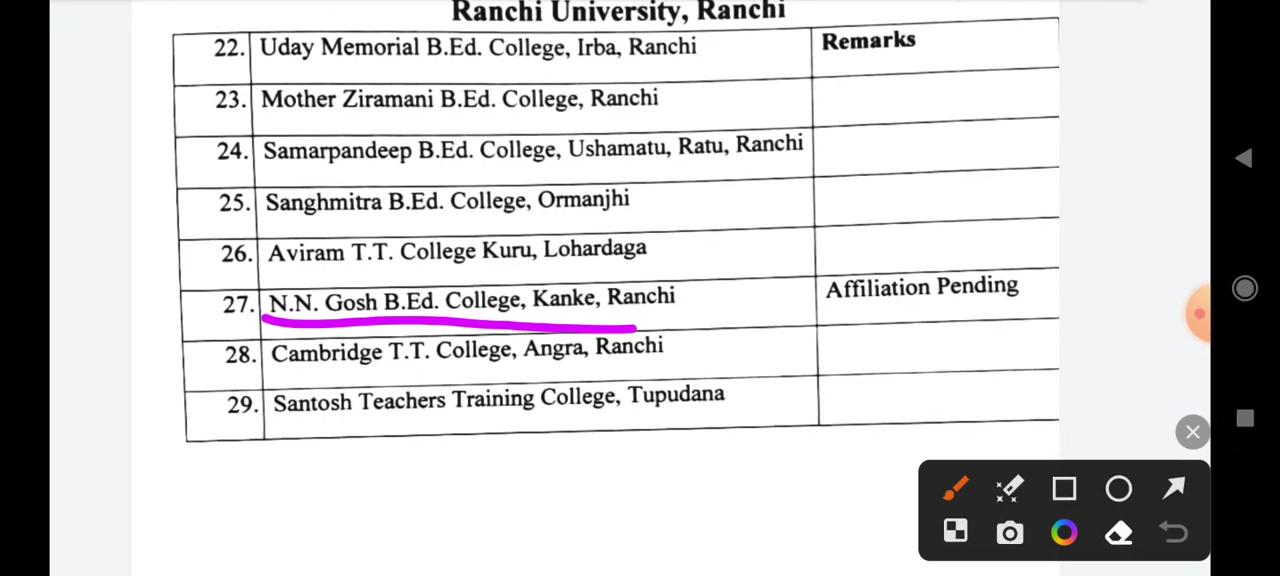 Ranchi University, Ranchi
22. Uday Memorial B.Ed. College, Irba, Ranchi Remarks
23. Mother Ziramani B.Ed. College, Ranchi
24. Samarpandeep B.Ed. College, Ushamatu, Ratu, Ranchi
25. Sanghmitra B.Ed. College, Ormanjhi
26. Aviram T.T. College Kuru, Lohardaga
27. N.N. Gosh B.Ed. College, Kanke, Ranchi Affiliation Pending
28. Cambridge T.T. College, Angra, Ranchi
29. Santosh Teachers Training College, Tupudana